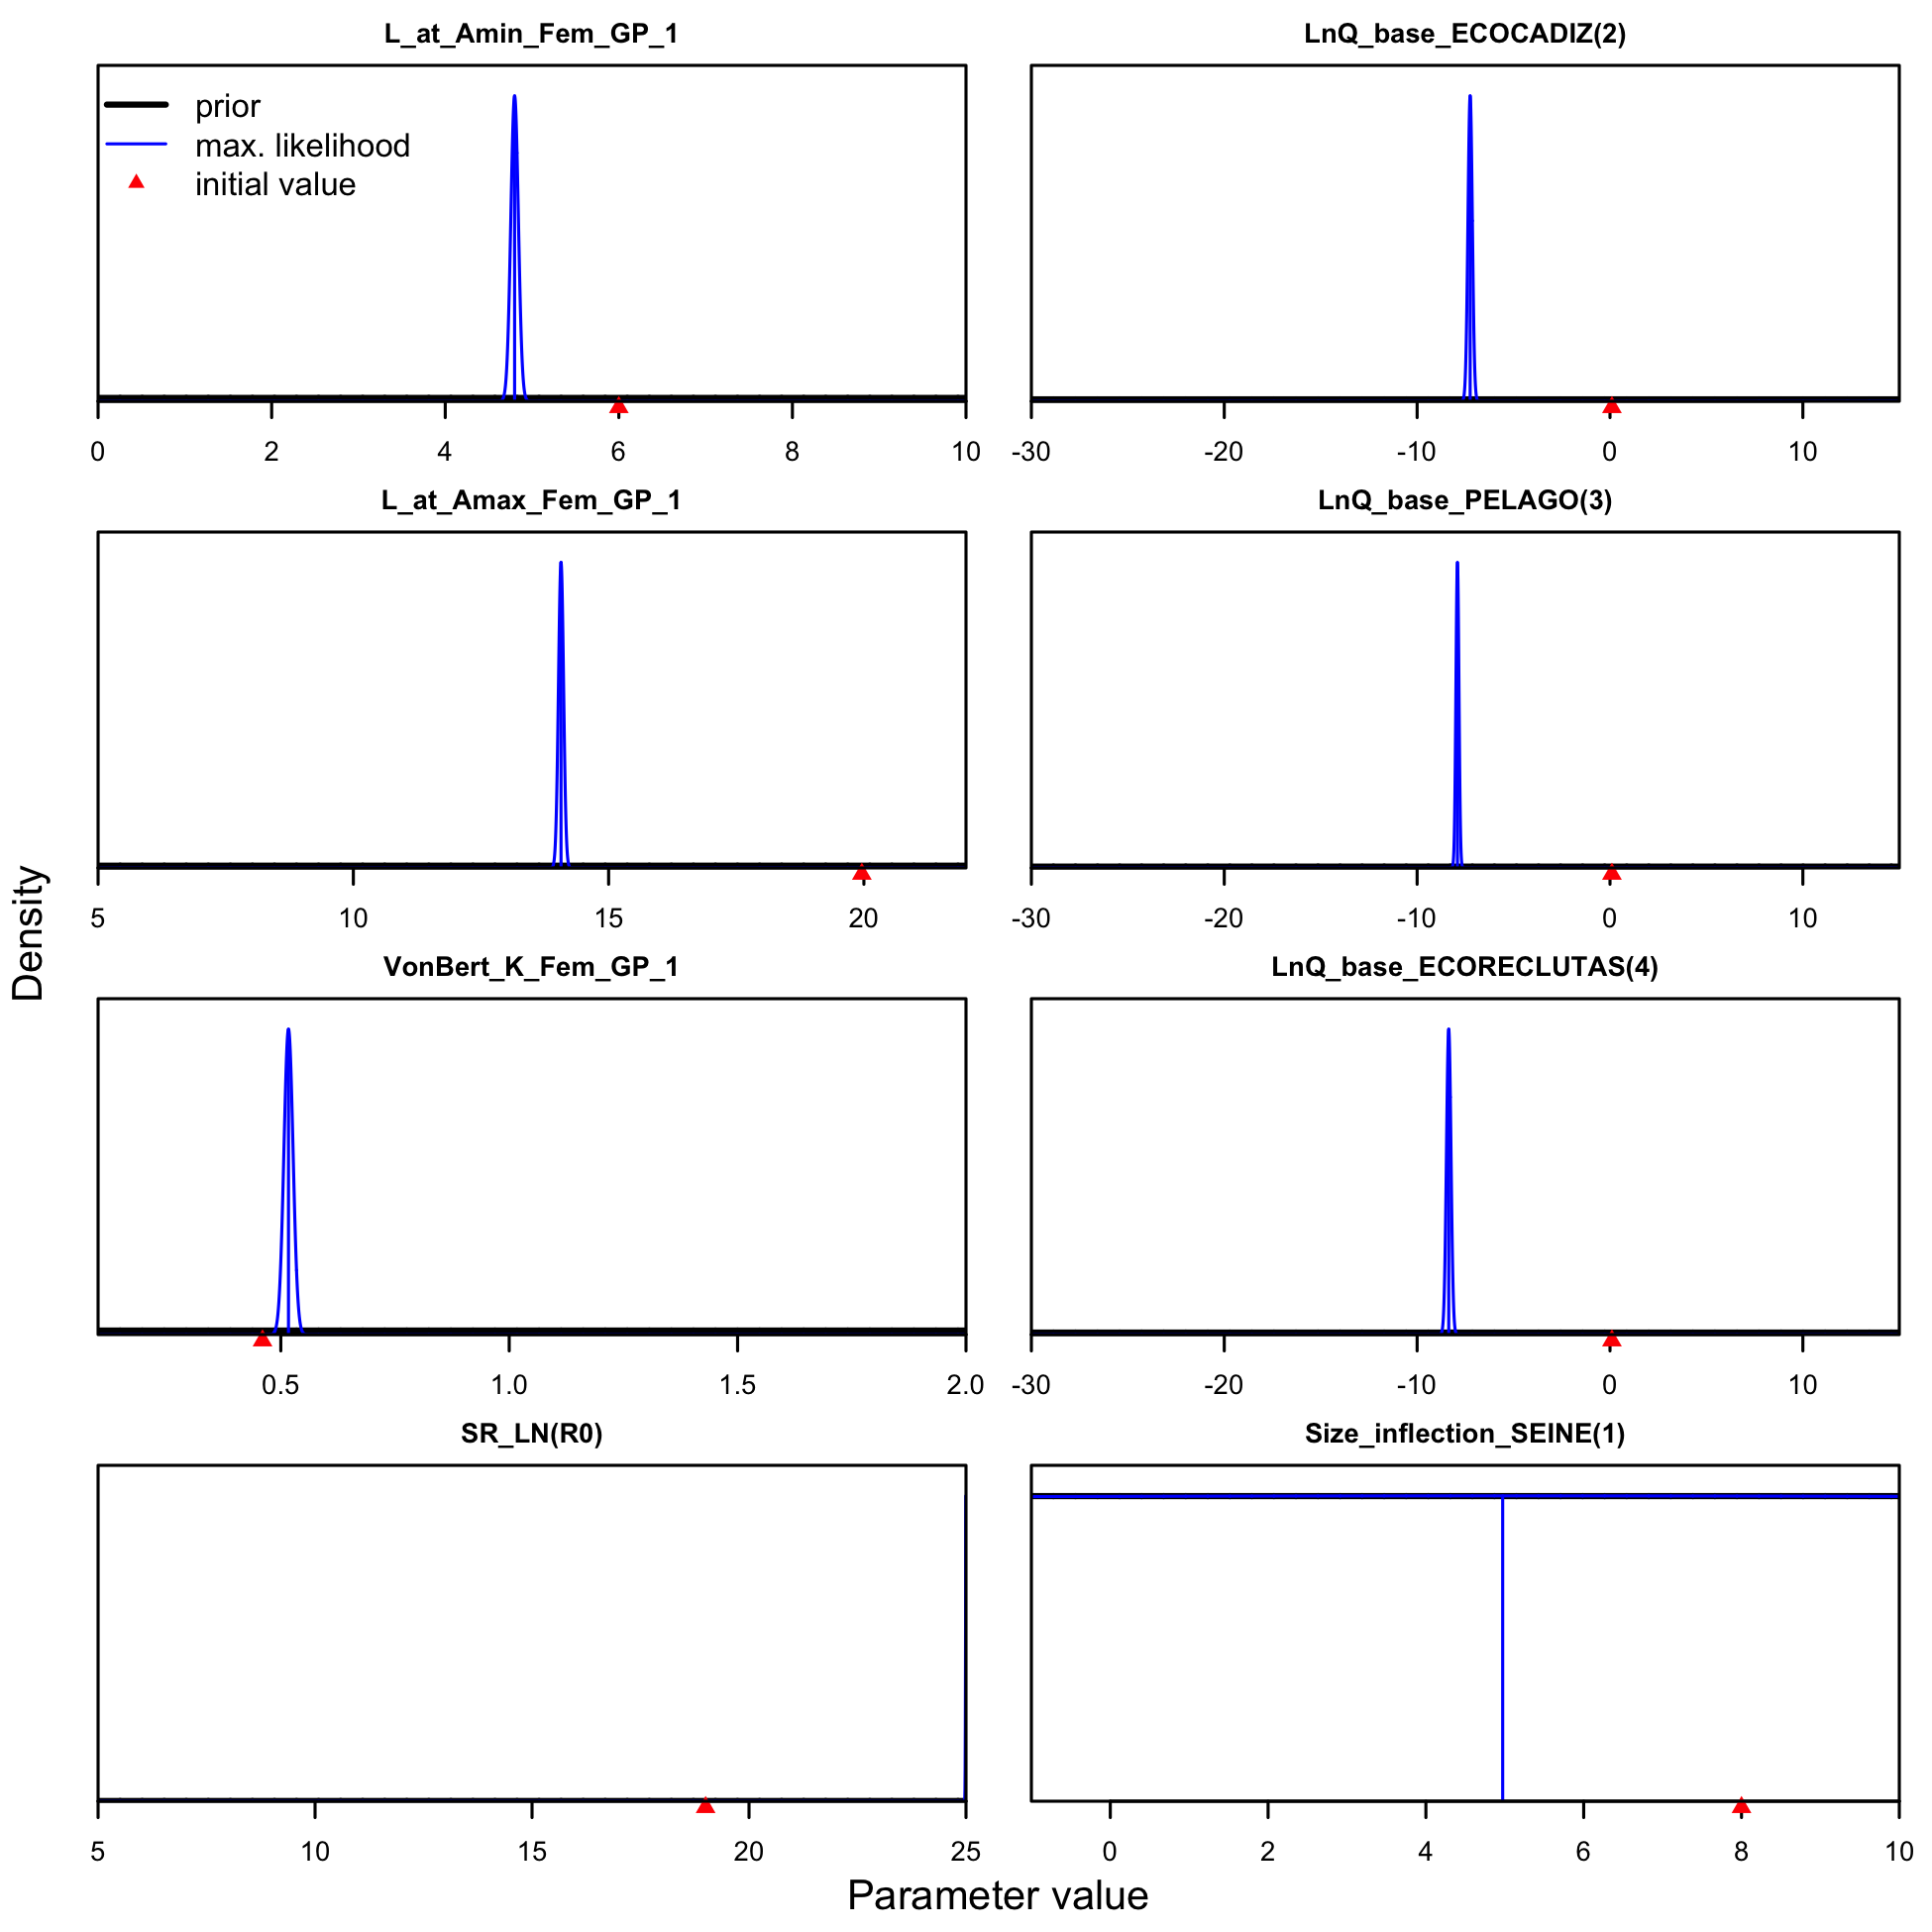 L_at_Amin_Fem_GP_1
prior
max. likelihood
initial value
0 2 4 6 8 10
LnQ_base_ECOCADIZ(2)
-30 -20 -10 0 10
L_at_Amax_Fem_GP_1
5 10 15 20
LnQ_base_PELAGO(3)
-30 -20 -10 0 10
VonBert_K_Fem_GP_1
0.5 1.0 1.5 2.0
LnQ_base_ECORECLUTAS(4)
-30 -20 -10 0 10
SR_LN(R0)
5 10 15 20 25
Size_inflection_SEINE(1)
0 2 4 6 8 10
Density
Parameter value